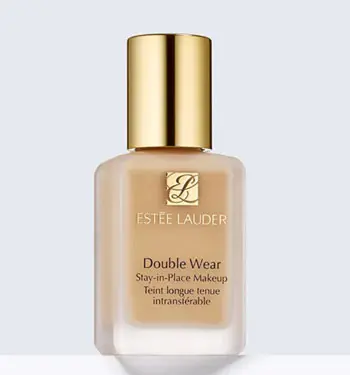 EL
ESTĒE LAUDER
Double Wear
Stay-in-Place Makeup
Teint longue tenue
intransférable